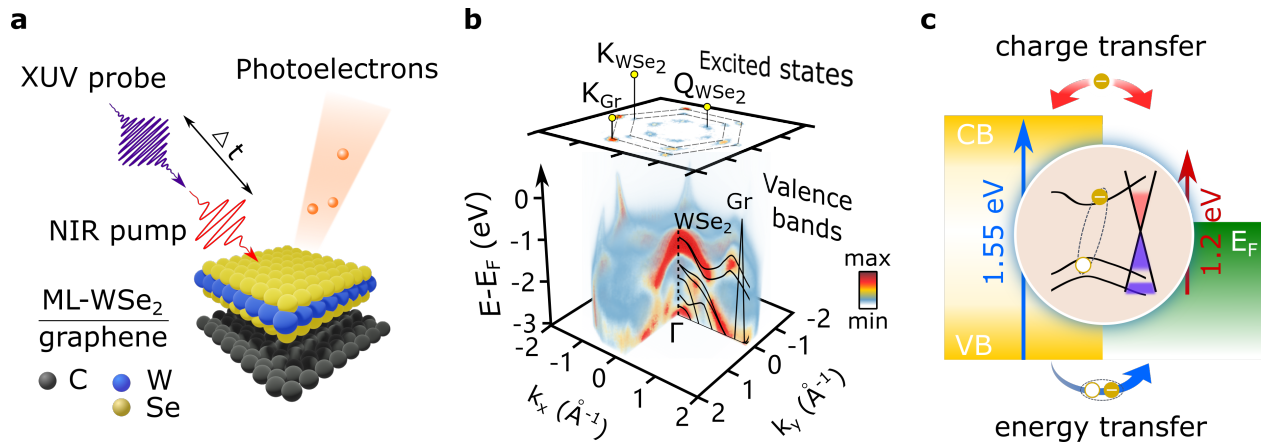 a
XUV probe
Δt
Photoelectrons
NIR pump
ML-WSe₂
graphene
C
W
Se
b
K_WSe₂
Excited states
K_Gr
Q_WSe₂
Valence
bands
Gr
WSe₂
0
-1
-2
-3
E-E_F (eV)
Γ
max
min
-2
-1
0
1
2
kₓ (Å⁻¹)
-2
-1
0
1
2
k_y (Å⁻¹)
c
charge transfer
CB
1.55 eV
1.2 eV
E_F
VB
energy transfer